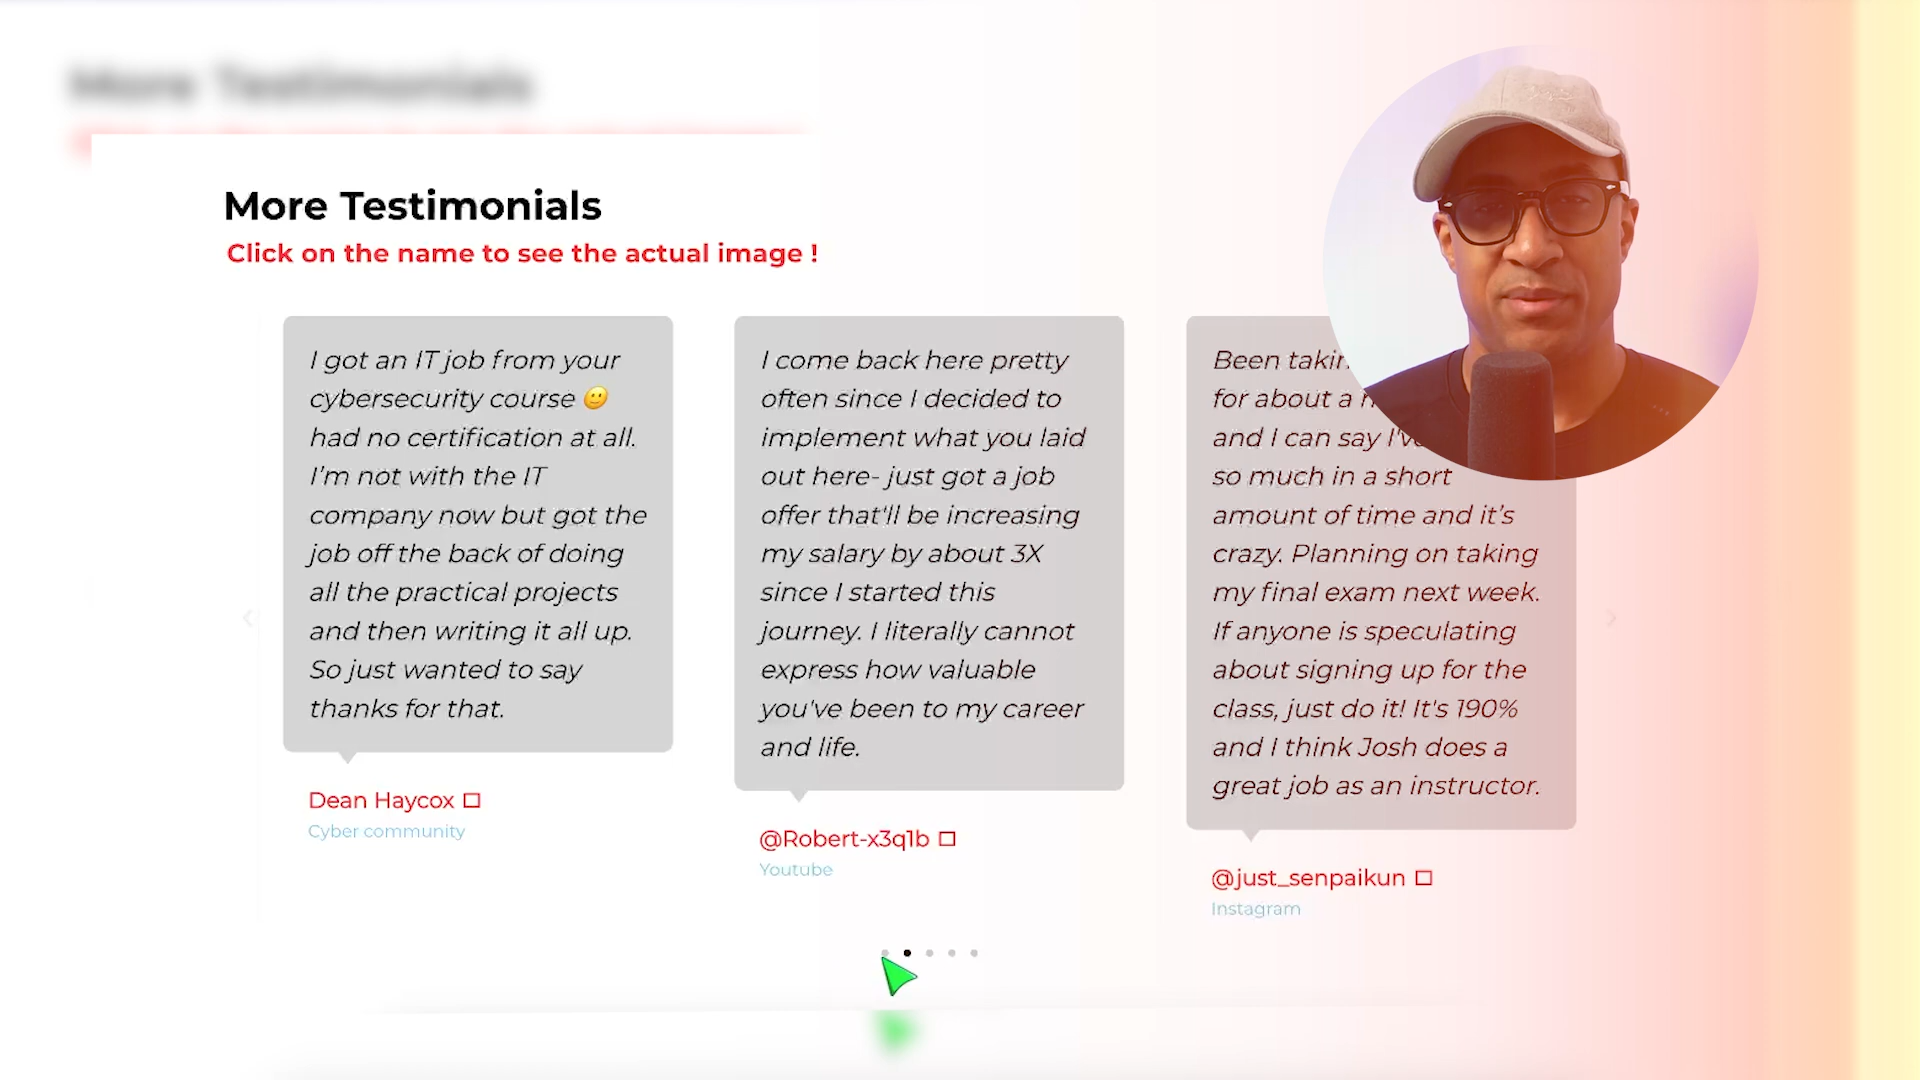 More Testimonials
More Testimonials
Click on the name to see the actual image !
I got an IT job from your
cybersecurity course 🙂
had no certification at all.
I'm not with the IT
company now but got the
job off the back of doing
all the practical projects
and then writing it all up.
So just wanted to say
thanks for that.
Dean Haycox
Cyber community
I come back here pretty
often since I decided to
implement what you laid
out here- just got a job
offer that'll be increasing
my salary by about 3X
since I started this
journey. I literally cannot
express how valuable
you've been to my career
and life.
@Robert-x3q1b
Youtube
Been
for about a
and I can say
so much in a short
amount of time and it's
crazy. Planning on taking
my final exam next week.
If anyone is speculating
about signing up for the
class, just do it! It's 190%
and I think Josh does a
great job as an instructor.
@just_senpaikun
Instagram